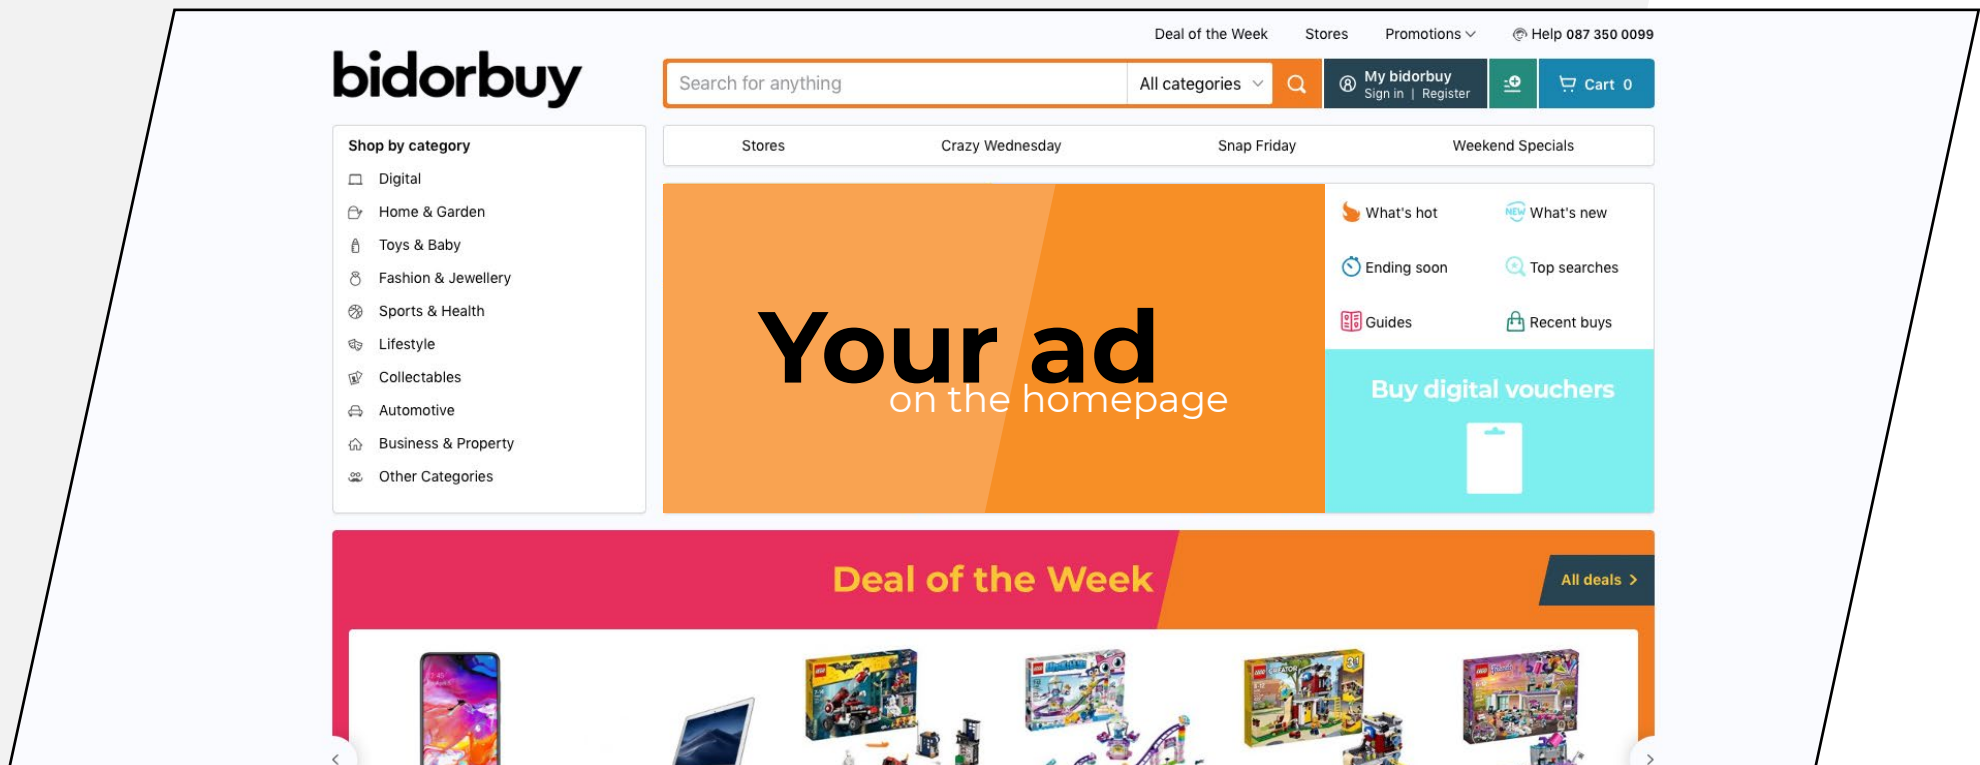 Deal of the Week Stores Promotions Help 087 350 0099
bidorbuy
Search for anything All categories My bidorbuy Cart 0
Sign in | Register
Shop by category
Digital
Home & Garden
Toys & Baby
Fashion & Jewellery
Sports & Health
Lifestyle
Collectables
Automotive
Business & Property
Other Categories
Stores Crazy Wednesday Snap Friday Weekend Specials
Your ad
on the homepage
What's hot NEW What's new
Ending soon Top searches
Guides Recent buys
Buy digital vouchers
Deal of the Week
All deals